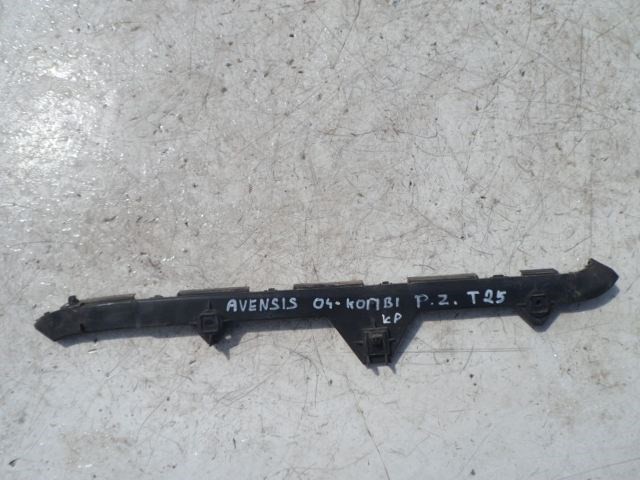 AVENSIS 04-KOMBI P.Z. T25
KP